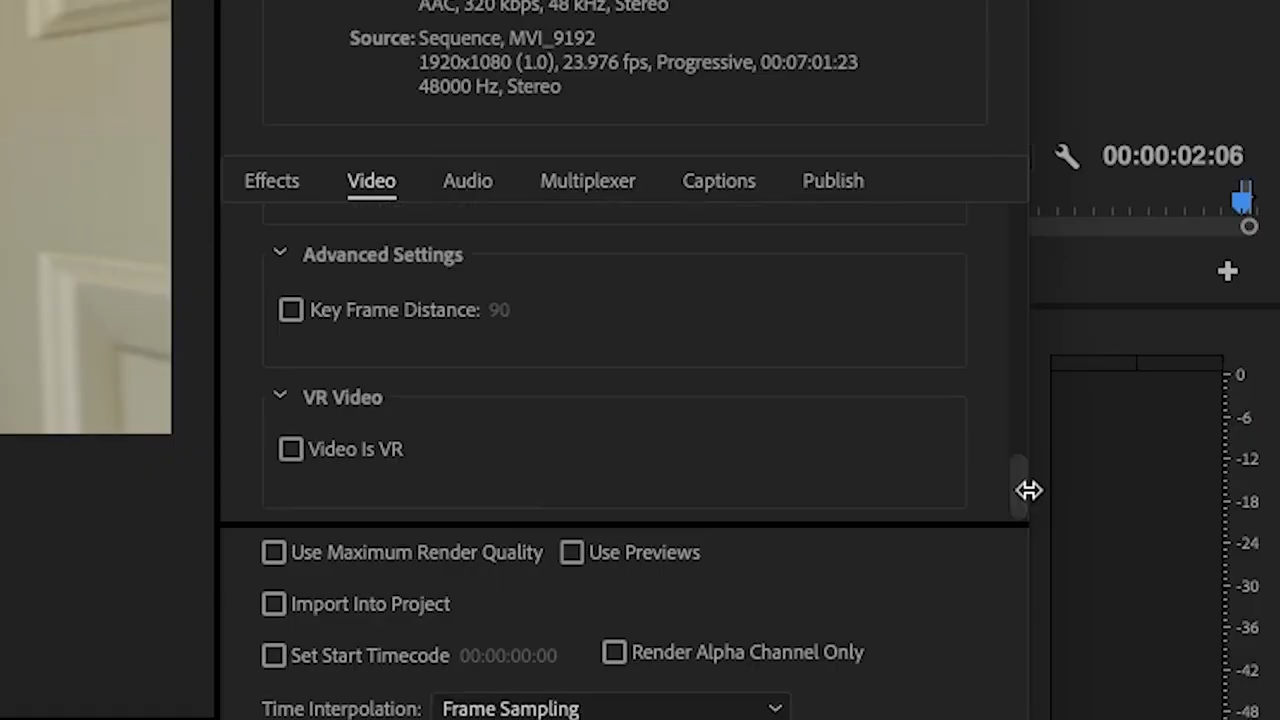 AAC, 320 kbps, 48 kHz, Stereo
Source: Sequence, MVI_9192
1920x1080 (1.0), 23.976 fps, Progressive, 00:07:01:23
48000 Hz, Stereo
00:00:02:06
Effects Video Audio Multiplexer Captions Publish
Advanced Settings
Key Frame Distance: 90
VR Video
Video Is VR
Use Maximum Render Quality Use Previews
Import Into Project
Set Start Timecode 00:00:00:00 Render Alpha Channel Only
Time Interpolation: Frame Sampling
0
-6
-12
-18
-24
-30
-36
-42
-48